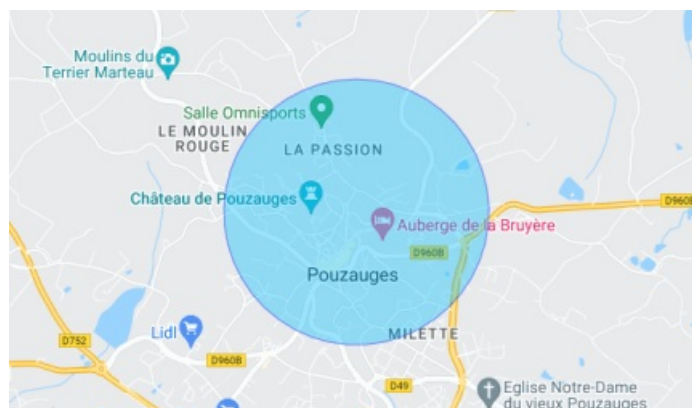 Moulins du
Terrier Marteau
Salle Omnisports
LE MOULIN
ROUGE
LA PASSION
Château de Pouzauges
D960B
Auberge de la Bruyère
D960B
Pouzauges
Lidl
MILETTE
D752
D960B
D49
Eglise Notre-Dame
du vieux Pouzauges